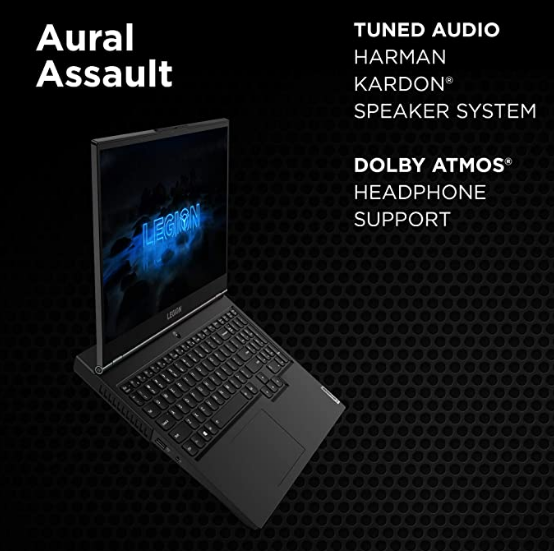 Aural
Assault
TUNED AUDIO
HARMAN
KARDON®
SPEAKER SYSTEM
DOLBY ATMOS®
HEADPHONE
SUPPORT
LEGION
LEGION